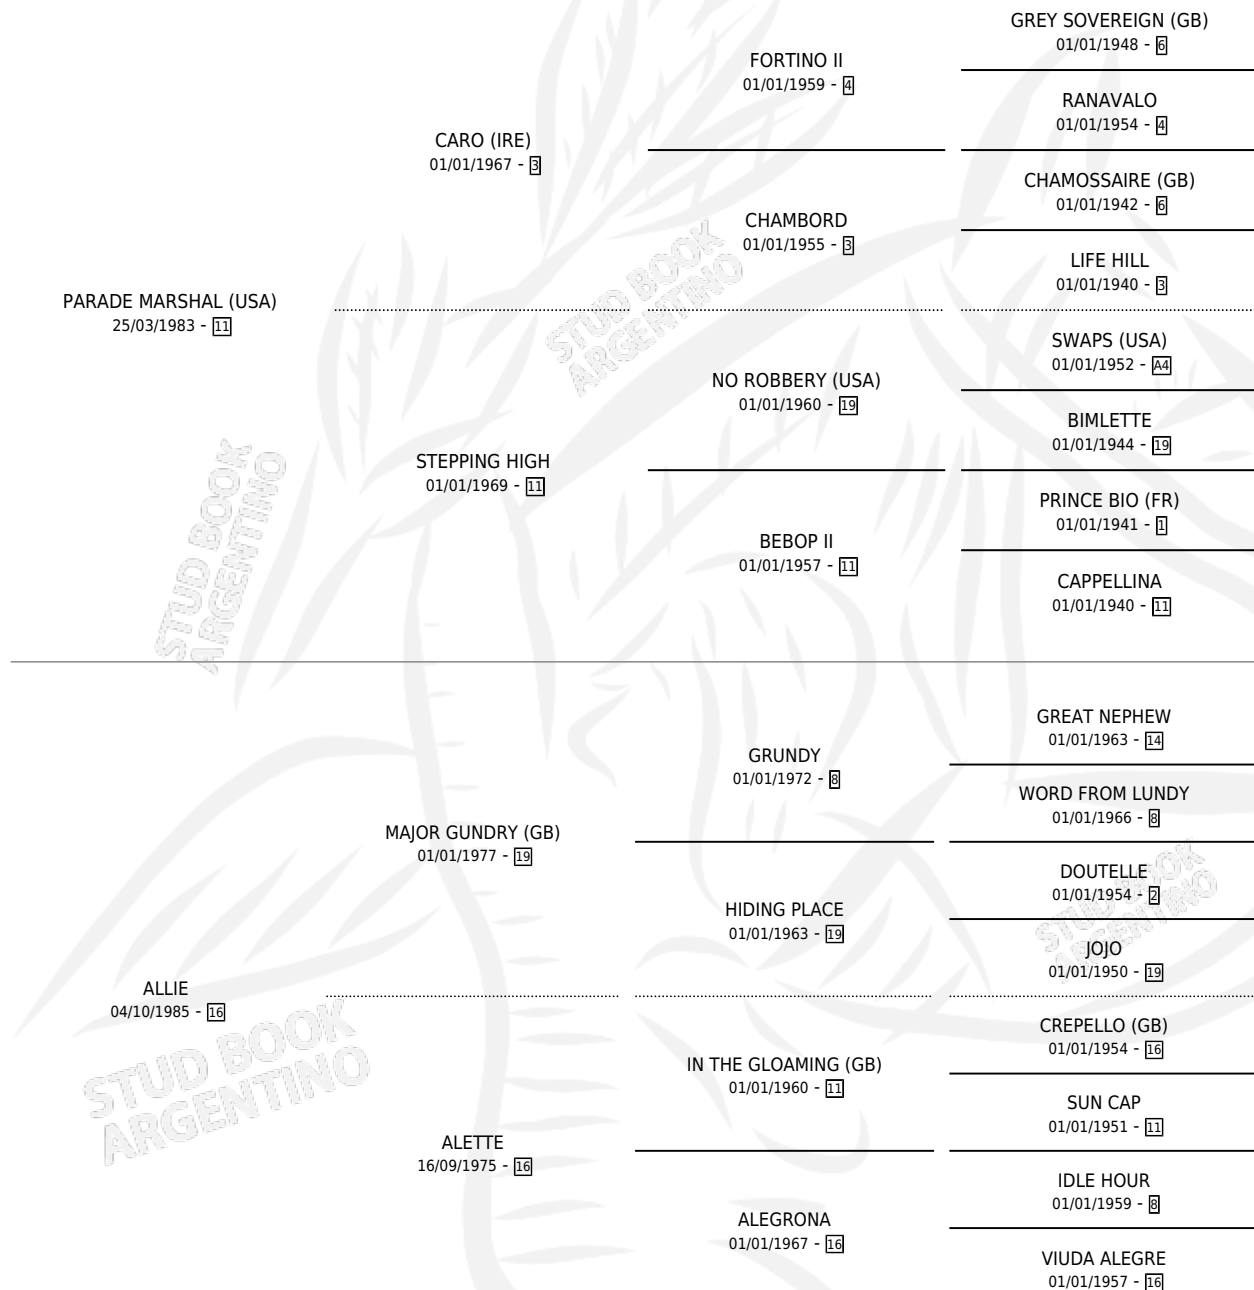 GREY SOVEREIGN (GB)
01/01/1948 - 6
FORTINO II
01/01/1959 - 4
RANAVALO
01/01/1954 - 4
CARO (IRE)
01/01/1967 - 3
CHAMOSSAIRE (GB)
01/01/1942 - 6
CHAMBORD
01/01/1955 - 3
LIFE HILL
01/01/1940 - 3
PARADE MARSHAL (USA)
25/03/1983 - 11
SWAPS (USA)
01/01/1952 - A4
NO ROBBERY (USA)
01/01/1960 - 19
BIMLETTE
01/01/1944 - 19
STEPPING HIGH
01/01/1969 - 11
PRINCE BIO (FR)
01/01/1941 - 1
BEBOP II
01/01/1957 - 11
CAPPELLINA
01/01/1940 - 11
GREAT NEPHEW
01/01/1963 - 14
GRUNDY
01/01/1972 - 8
WORD FROM LUNDY
01/01/1966 - 8
MAJOR GUNDRY (GB)
01/01/1977 - 19
DOUTELLE
01/01/1954 - 2
HIDING PLACE
01/01/1963 - 19
JOJO
01/01/1950 - 19
ALLIE
04/10/1985 - 16
CREPELLO (GB)
01/01/1954 - 16
IN THE GLOAMING (GB)
01/01/1960 - 11
SUN CAP
01/01/1951 - 11
ALETTE
16/09/1975 - 16
IDLE HOUR
01/01/1959 - 8
ALEGRONA
01/01/1967 - 16
VIUDA ALEGRE
01/01/1957 - 16
STUD BOOK
ARGENTINO
STUD BOOK
ARGENTINO
STUD BOOK
ARGENTINO
STUD BOOK
ARGENTINO